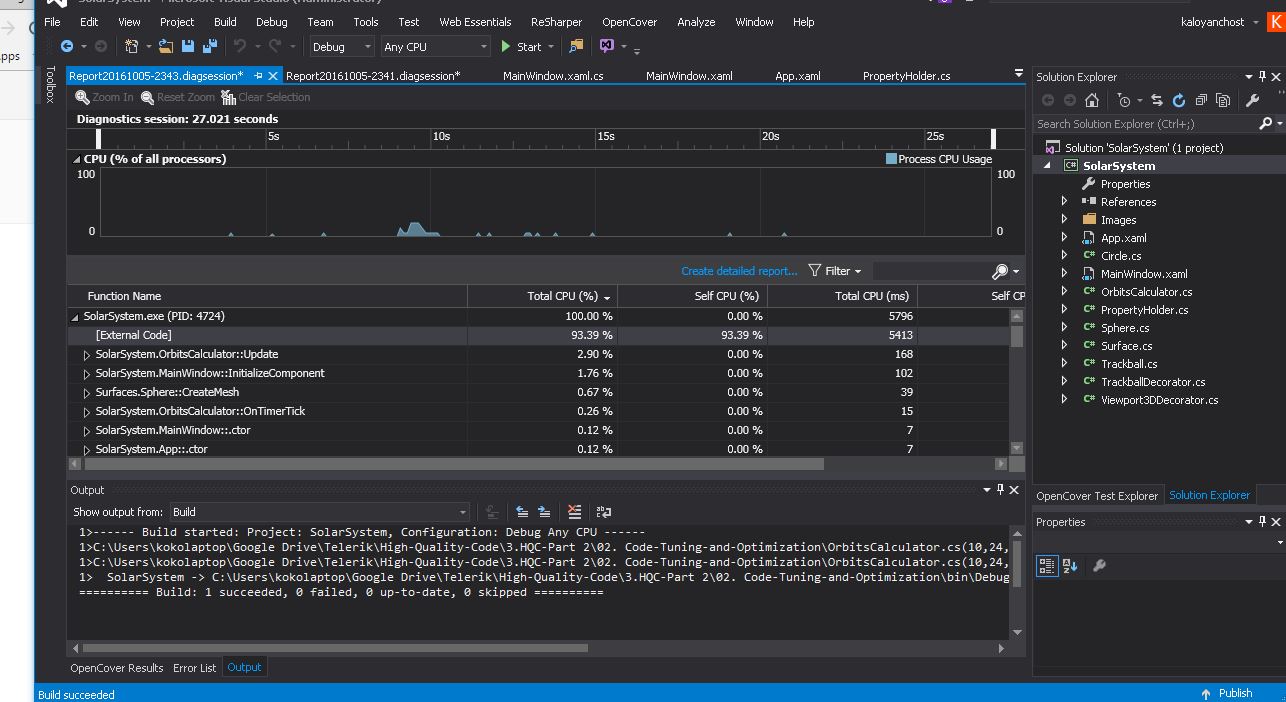 SolarSystem - Microsoft Visual Studio (Administrator)
File Edit View Project Build Debug Team Tools Test Web Essentials ReSharper OpenCover Analyze Window Help
kaloyanchost K
Debug Any CPU Start
Toolbox
Report20161005-2343.diagsession* Report20161005-2341.diagsession* MainWindow.xaml.cs MainWindow.xaml App.xaml PropertyHolder.cs
Zoom In Reset Zoom Clear Selection
Diagnostics session: 27.021 seconds
5s 10s 15s 20s 25s
CPU (% of all processors) Process CPU Usage
100 100
0 0
Create detailed report... Filter
Function Name Total CPU (%) Self CPU (%) Total CPU (ms) Self CP
SolarSystem.exe (PID: 4724) 100.00 % 0.00 % 5796
[External Code] 93.39 % 93.39 % 5413
SolarSystem.OrbitsCalculator::Update 2.90 % 0.00 % 168
SolarSystem.MainWindow::InitializeComponent 1.76 % 0.00 % 102
Surfaces.Sphere::CreateMesh 0.67 % 0.00 % 39
SolarSystem.OrbitsCalculator::OnTimerTick 0.26 % 0.00 % 15
SolarSystem.MainWindow::.ctor 0.12 % 0.00 % 7
SolarSystem.App::.ctor 0.12 % 0.00 % 7
Output
Show output from: Build
1>------ Build started: Project: SolarSystem, Configuration: Debug Any CPU ------
1>C:\Users\kokolaptop\Google Drive\Telerik\High-Quality-Code\3.HQC-Part 2\02. Code-Tuning-and-Optimization\OrbitsCalculator.cs(10,24,
1>C:\Users\kokolaptop\Google Drive\Telerik\High-Quality-Code\3.HQC-Part 2\02. Code-Tuning-and-Optimization\OrbitsCalculator.cs(10,24,
1> SolarSystem -> C:\Users\kokolaptop\Google Drive\Telerik\High-Quality-Code\3.HQC-Part 2\02. Code-Tuning-and-Optimization\bin\Debug
========== Build: 1 succeeded, 0 failed, 0 up-to-date, 0 skipped ==========
OpenCover Results Error List Output
Solution Explorer
Search Solution Explorer (Ctrl+;)
Solution 'SolarSystem' (1 project)
C# SolarSystem
Properties
References
Images
App.xaml
C# Circle.cs
MainWindow.xaml
C# OrbitsCalculator.cs
C# PropertyHolder.cs
C# Sphere.cs
C# Surface.cs
C# Trackball.cs
C# TrackballDecorator.cs
C# Viewport3DDecorator.cs
OpenCover Test Explorer Solution Explorer
Properties
Build succeeded Publish